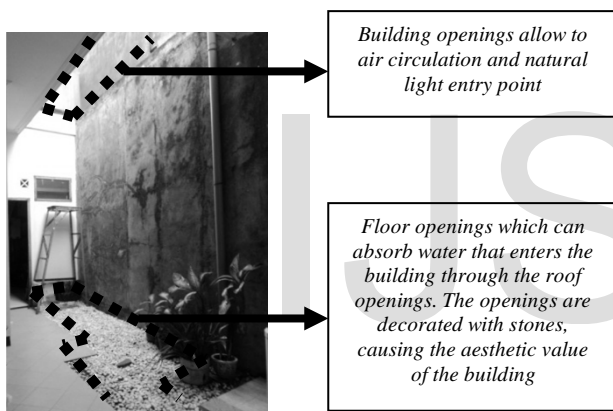 Building openings allow to
air circulation and natural
light entry point
IJS
Floor openings which can
absorb water that enters the
building through the roof
openings. The openings are
decorated with stones,
causing the aesthetic value
of the building